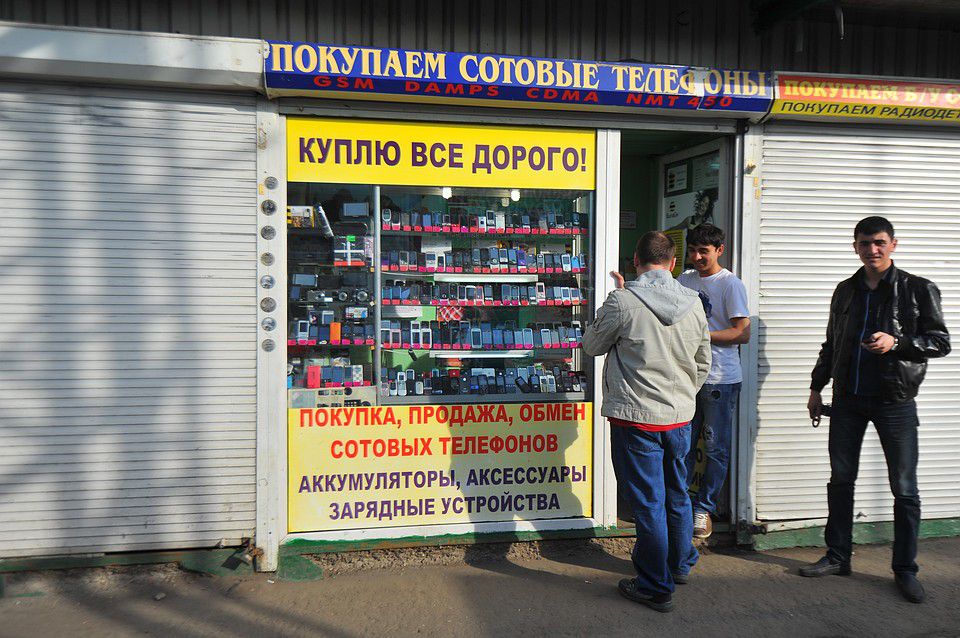 ПОКУПАЕМ СОТОВЫЕ ТЕЛЕФОНЫ
GSM DAMPS CDMA NMT 450
ПОКУПАЕМ Б/У
ПОКУПАЕМ РАДИОДЕТ
КУПЛЮ ВСЕ ДОРОГО!
ПОКУПКА, ПРОДАЖА, ОБМЕН
СОТОВЫХ ТЕЛЕФОНОВ
АККУМУЛЯТОРЫ, АКСЕССУАРЫ
ЗАРЯДНЫЕ УСТРОЙСТВА